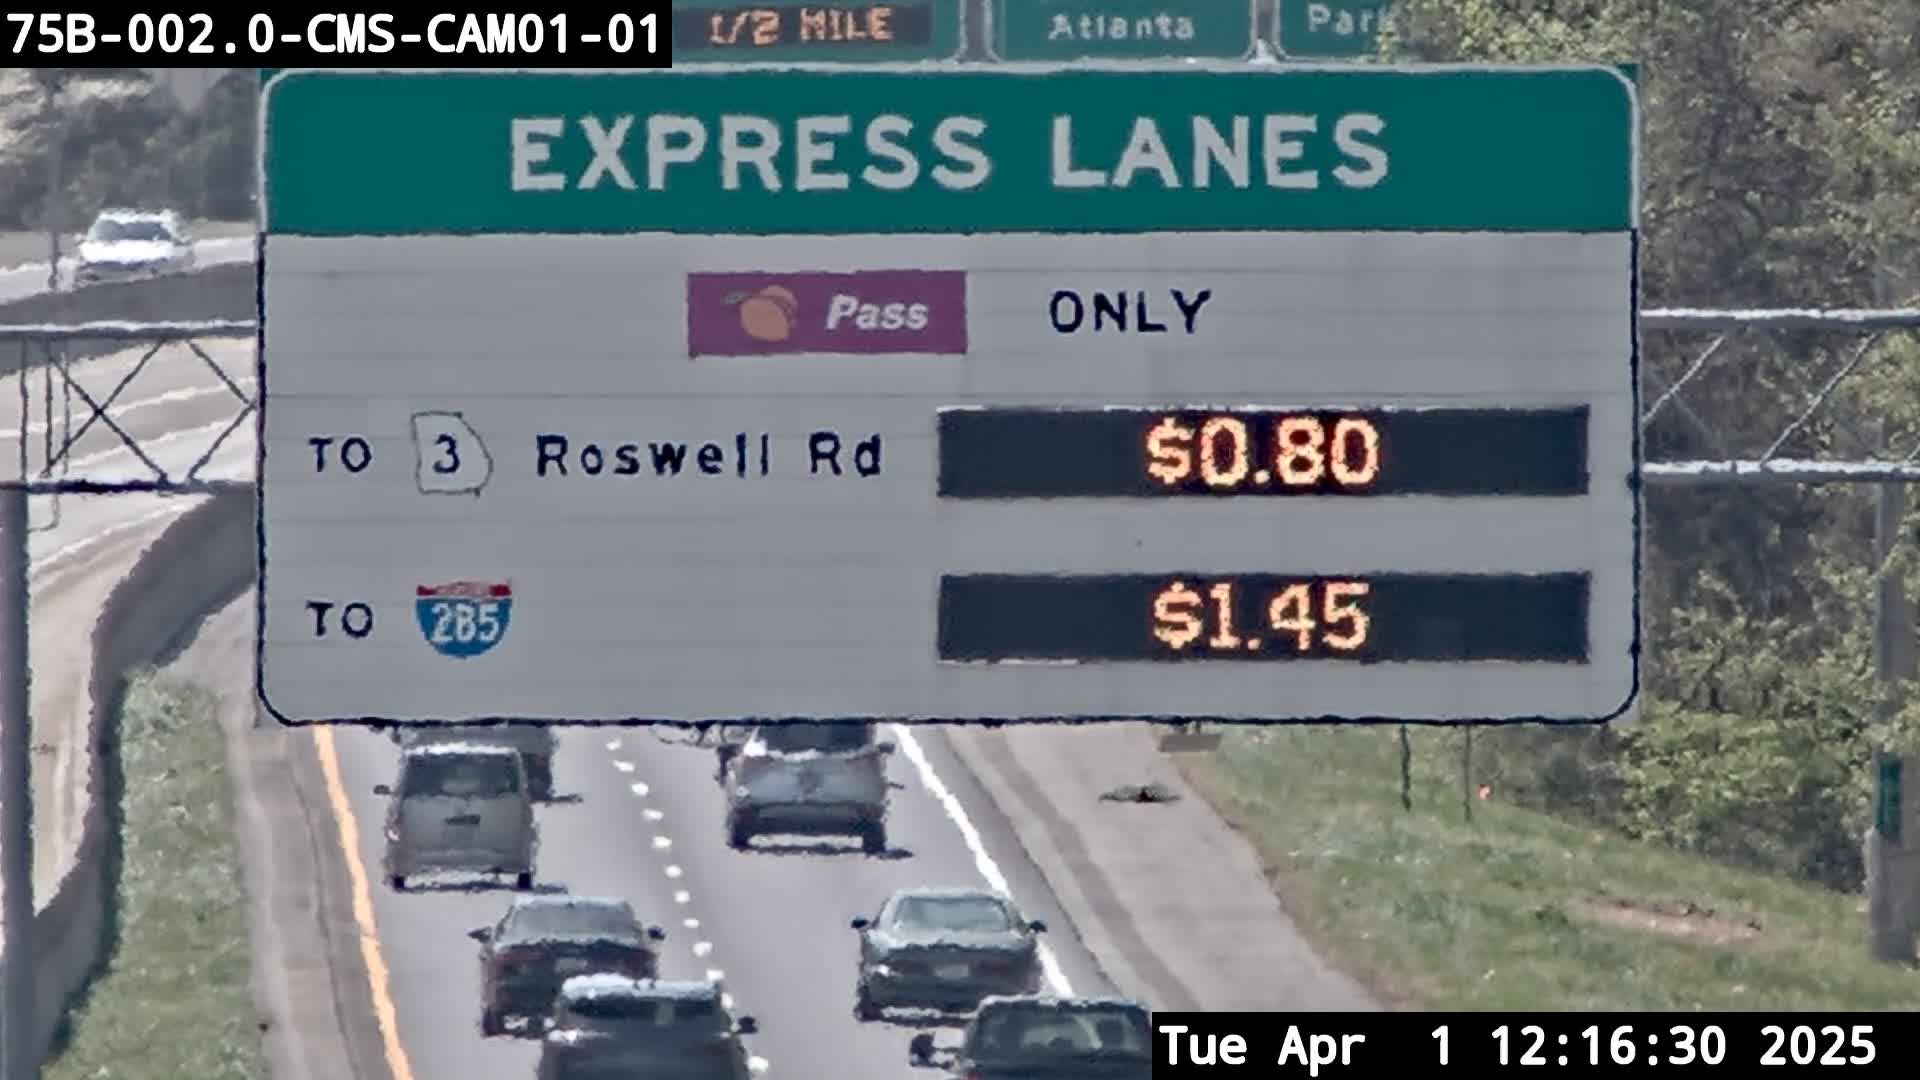 75B-002.0-CMS-CAM01-01
1/2 MILE
Atlanta
EXPRESS LANES
Pass ONLY
TO 3 Roswell Rd $0.80
TO 285 $1.45
Tue Apr 1 12:16:30 2025